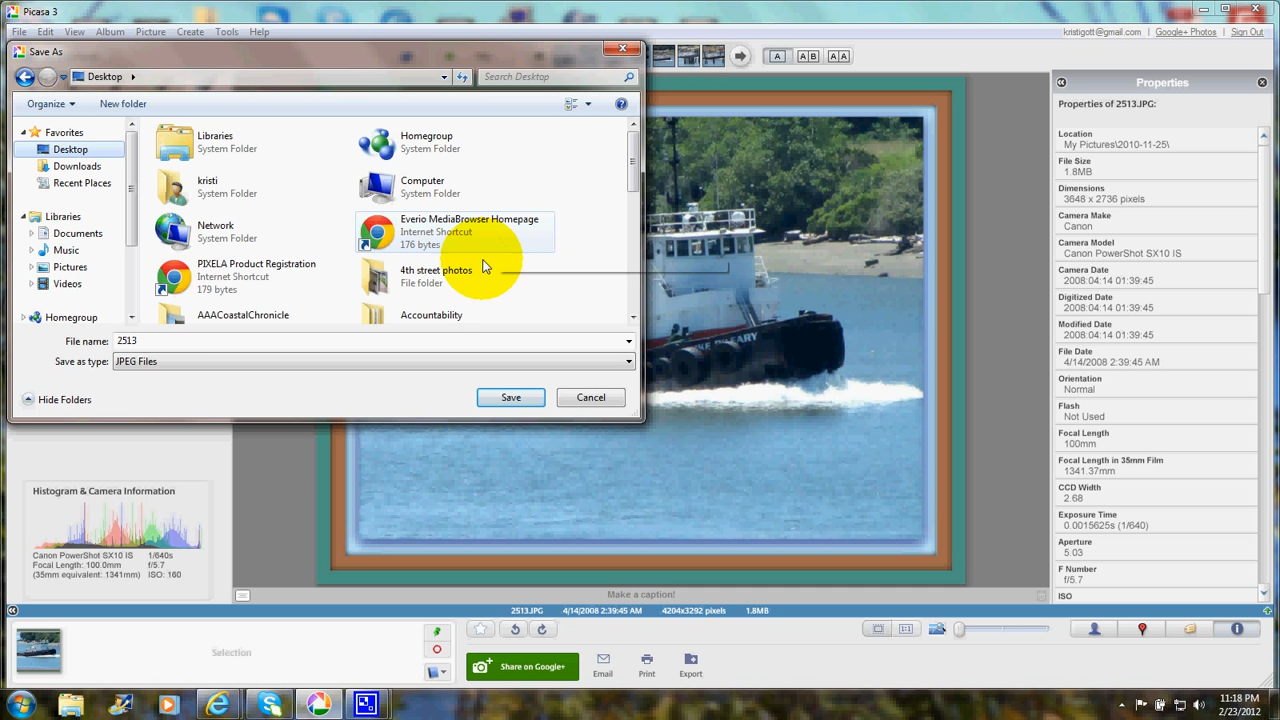 Picasa 3
File Edit View Album Picture Create Tools Help
kristigott@gmail.com Google+ Photos Sign Out
Save As
Desktop
Search Desktop
Organize New folder
Favorites
Desktop
Downloads
Recent Places
Libraries
Documents
Music
Pictures
Videos
Homegroup
Libraries
System Folder
Homegroup
System Folder
kristi
System Folder
Computer
System Folder
Network
System Folder
Everio MediaBrowser Homepage
Internet Shortcut
176 bytes
PIXELA Product Registration
Internet Shortcut
179 bytes
4th street photos
File folder
AAACoastalChronicle
Accountability
File name: 2513
Save as type: JPEG Files
Hide Folders
Save Cancel
A AB AA
Properties
Properties of 2513.JPG:
Location
My Pictures\2010-11-25\
File Size
1.8MB
Dimensions
3648 x 2736 pixels
Camera Make
Canon
Camera Model
Canon PowerShot SX10 IS
Camera Date
2008:04:14 01:39:45
Digitized Date
2008:04:14 01:39:45
Modified Date
2008:04:14 01:39:45
File Date
4/14/2008 2:39:45 AM
Orientation
Normal
Flash
Not Used
Focal Length
100mm
Focal Length in 35mm Film
1341.37mm
CCD Width
2.68
Exposure Time
0.0015625s (1/640)
Aperture
5.03
F Number
f/5.7
ISO
Histogram & Camera Information
Canon PowerShot SX10 IS 1/640s
Focal Length: 100.0mm f/5.7
(35mm equivalent: 1341mm) ISO: 160
Make a caption!
2513.JPG 4/14/2008 2:39:45 AM 4204x3292 pixels 1.8MB
Selection
1:1
Share on Google+
Email
Print
Export
11:18 PM
2/23/2012